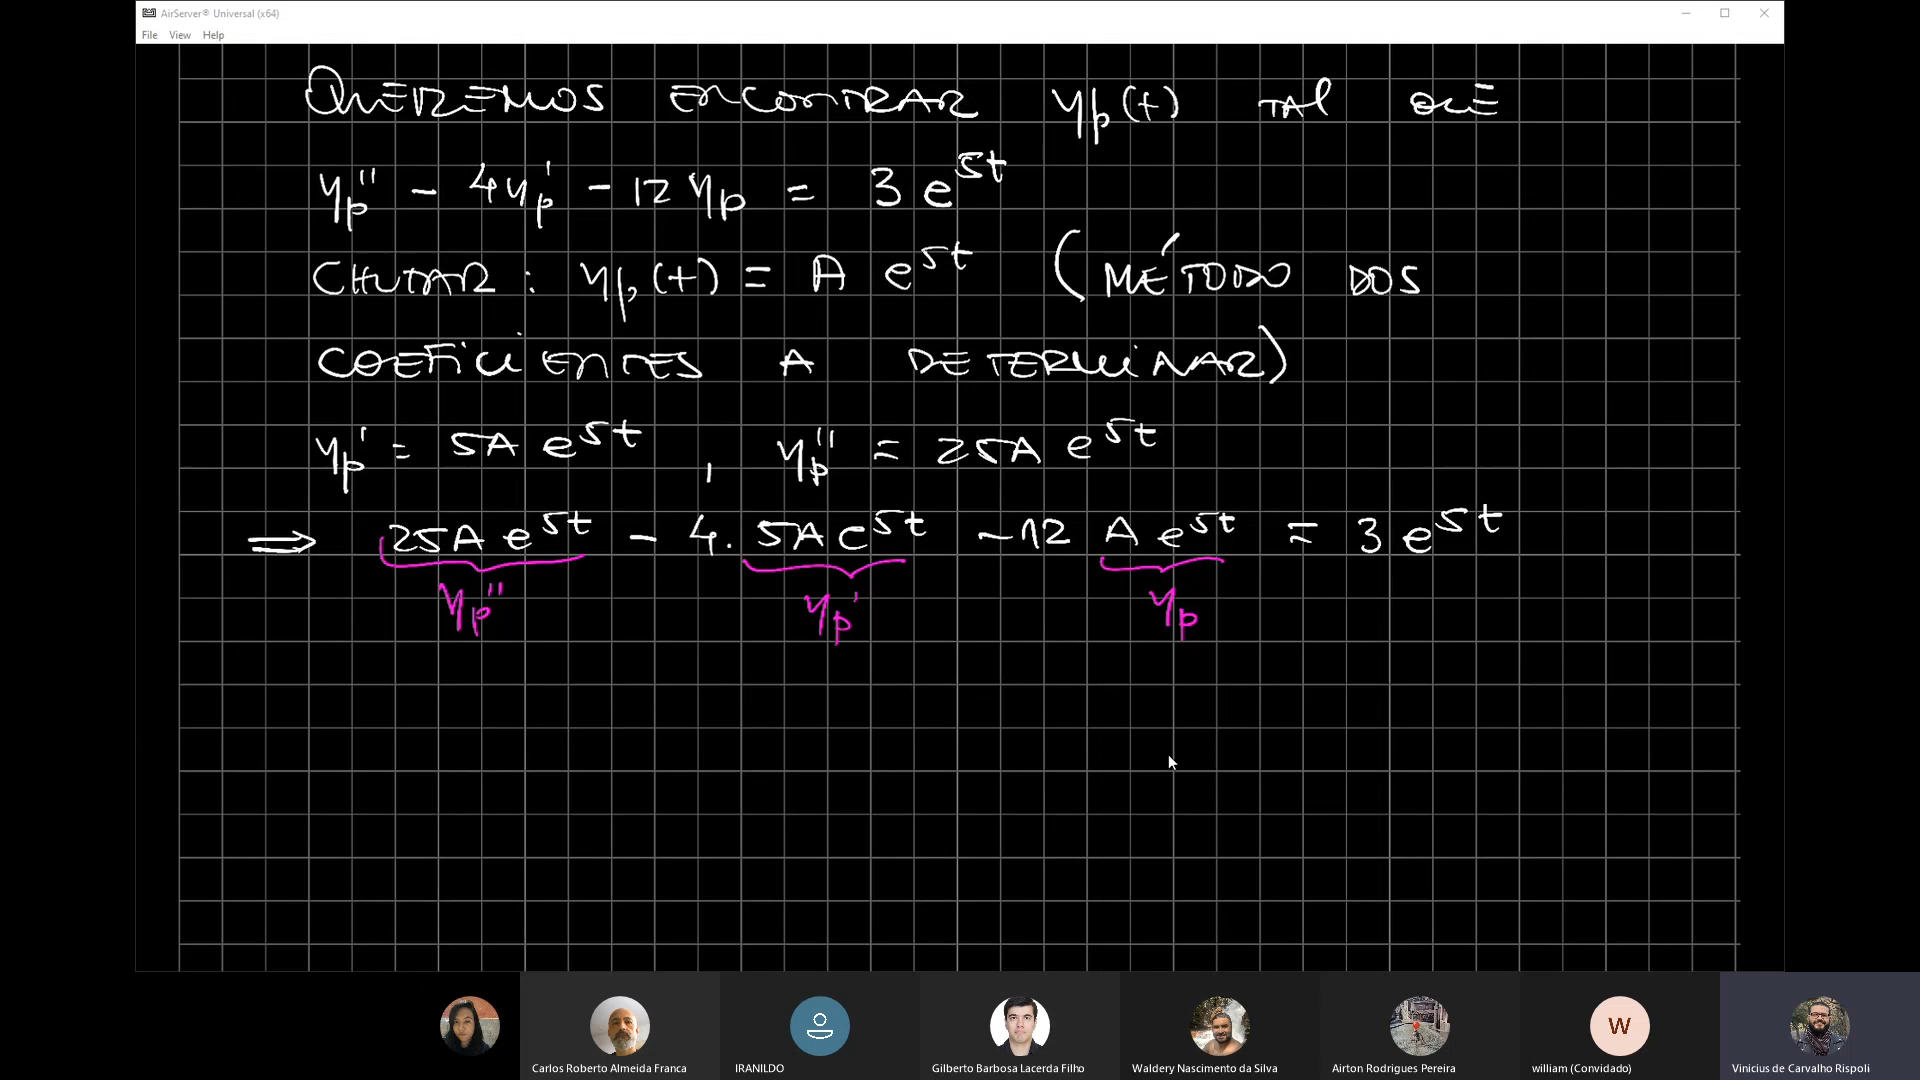 AirServer® Universal (x64)
File View Help
QUEREMOS ENCONTRAR yp(t) TAL QUE
yp'' - 4yp' - 12yp = 3e^5t
CHUTAR : yp(t) = A e^5t (MÉTODO DOS
COEFICIENTES A DETERMINAR)
yp' = 5A e^5t , yp'' = 25A e^5t
⇒ 25A e^5t - 4. 5A e^5t - 12 A e^5t = 3 e^5t
yp'' yp' yp
W
Carlos Roberto Almeida Franca IRANILDO Gilberto Barbosa Lacerda Filho Waldery Nascimento da Silva Airton Rodrigues Pereira william (Convidado) Vinicius de Carvalho Rispoli